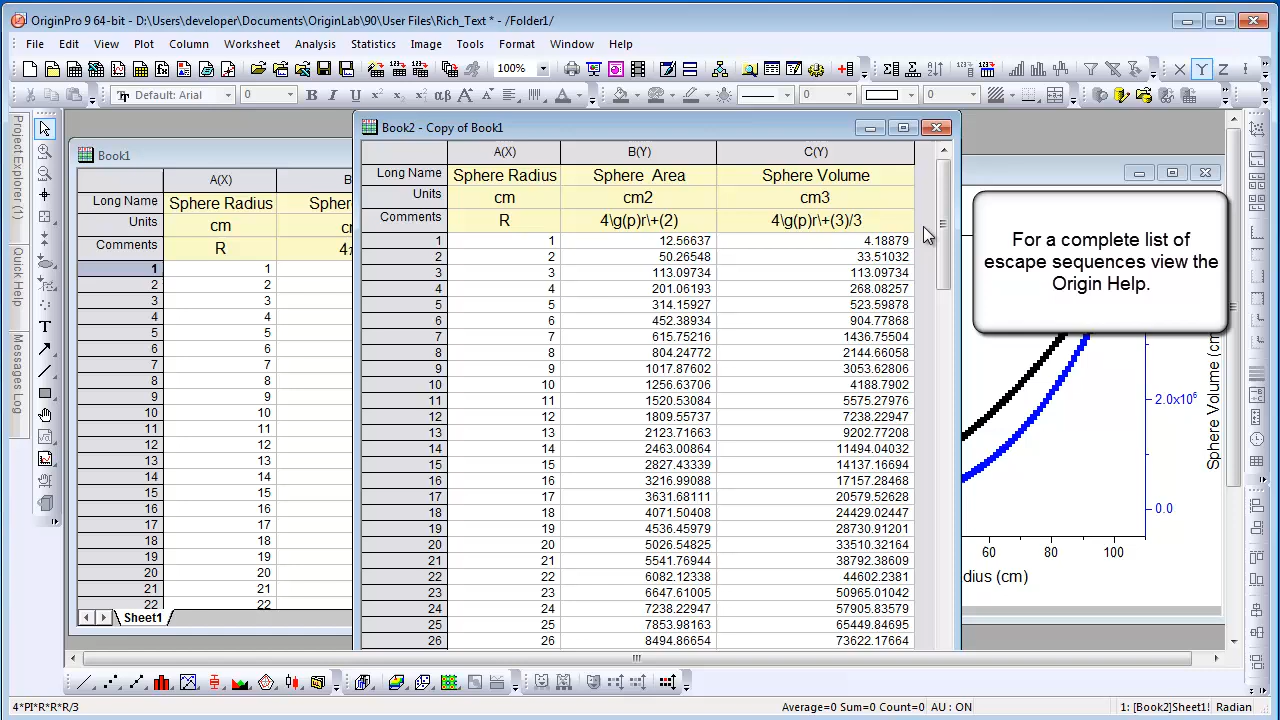 OriginPro 9 64-bit - D:\Users\developer\Documents\OriginLab\90\User Files\Rich_Text * - /Folder1/
File Edit View Plot Column Worksheet Analysis Statistics Image Tools Format Window Help
100%
Default: Arial 0 B I U 0 0
Project Explorer (1)
Quick Help
Messages Log
Book1
A(X) B
Long Name Sphere Radius Spher
Units cm cm
Comments R 4
1 1
2 2
3 3
4 4
5 5
6 6
7 7
8 8
9 9
10 10
11 11
12 12
13 13
14 14
15 15
16 16
17 17
18 18
19 19
20 20
21 21
22 22
Sheet1
Book2 - Copy of Book1
A(X) B(Y) C(Y)
Long Name Sphere Radius Sphere Area Sphere Volume
Units cm cm2 cm3
Comments R 4\g(p)r\+(2) 4\g(p)r\+(3)/3
1 1 12.56637 4.18879
2 2 50.26548 33.51032
3 3 113.09734 113.09734
4 4 201.06193 268.08257
5 5 314.15927 523.59878
6 6 452.38934 904.77868
7 7 615.75216 1436.75504
8 8 804.24772 2144.66058
9 9 1017.87602 3053.62806
10 10 1256.63706 4188.7902
11 11 1520.53084 5575.27976
12 12 1809.55737 7238.22947
13 13 2123.71663 9202.77208
14 14 2463.00864 11494.04032
15 15 2827.43339 14137.16694
16 16 3216.99088 17157.28468
17 17 3631.68111 20579.52628
18 18 4071.50408 24429.02447
19 19 4536.45979 28730.91201
20 20 5026.54825 33510.32164
21 21 5541.76944 38792.38609
22 22 6082.12338 44602.2381
23 23 6647.61005 50965.01042
24 24 7238.22947 57905.83579
25 25 7853.98163 65449.84695
26 26 8494.86654 73622.17664
For a complete list of
escape sequences view the
Origin Help.
Sphere Volume (cm
2.0x10⁶
0.0
60 80 100
dius (cm)
4*PI*R*R*R/3
Average=0 Sum=0 Count=0 AU : ON 1: [Book2]Sheet1! Radian